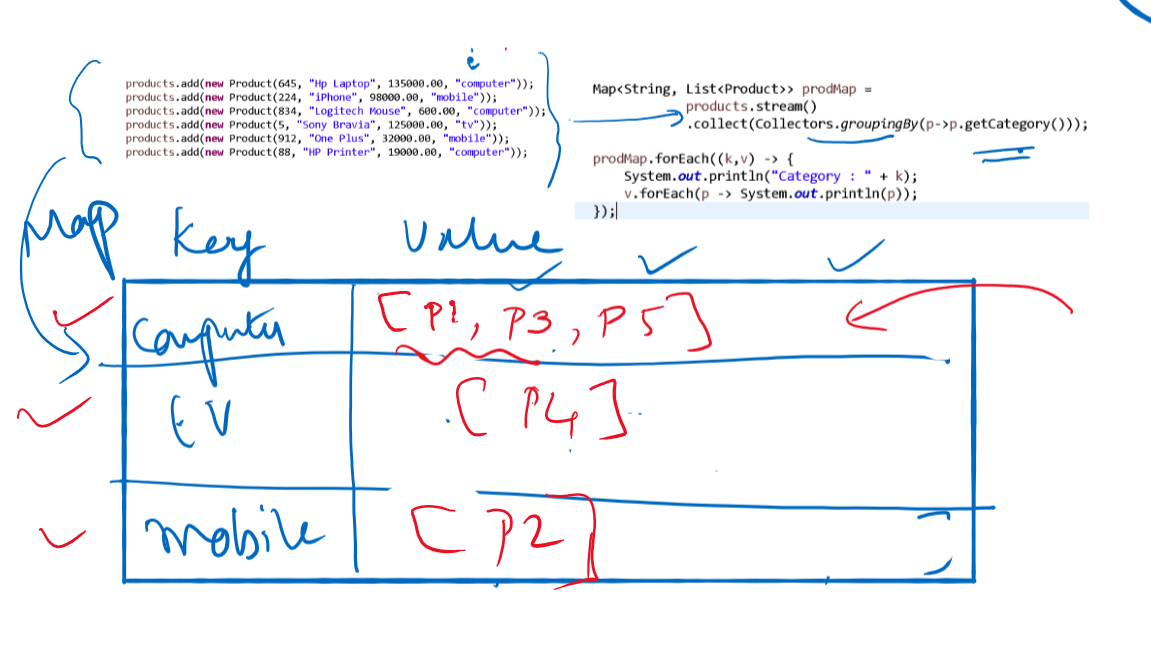 products.add(new Product(645, "Hp Laptop", 135000.00, "computer"));
products.add(new Product(224, "iPhone", 98000.00, "mobile"));
products.add(new Product(834, "Logitech Mouse", 600.00, "computer"));
products.add(new Product(5, "Sony Bravia", 125000.00, "tv"));
products.add(new Product(912, "One Plus", 32000.00, "mobile"));
products.add(new Product(88, "HP Printer", 19000.00, "computer"));
Map<String, List<Product>> prodMap =
products.stream()
.collect(Collectors.groupingBy(p->p.getCategory()));
prodMap.forEach((k,v) -> {
System.out.println("Category : " + k);
v.forEach(p -> System.out.println(p));
});
Map Key Value
Computer [P1, P3, P5]
EV [P4]
Mobile [P2]